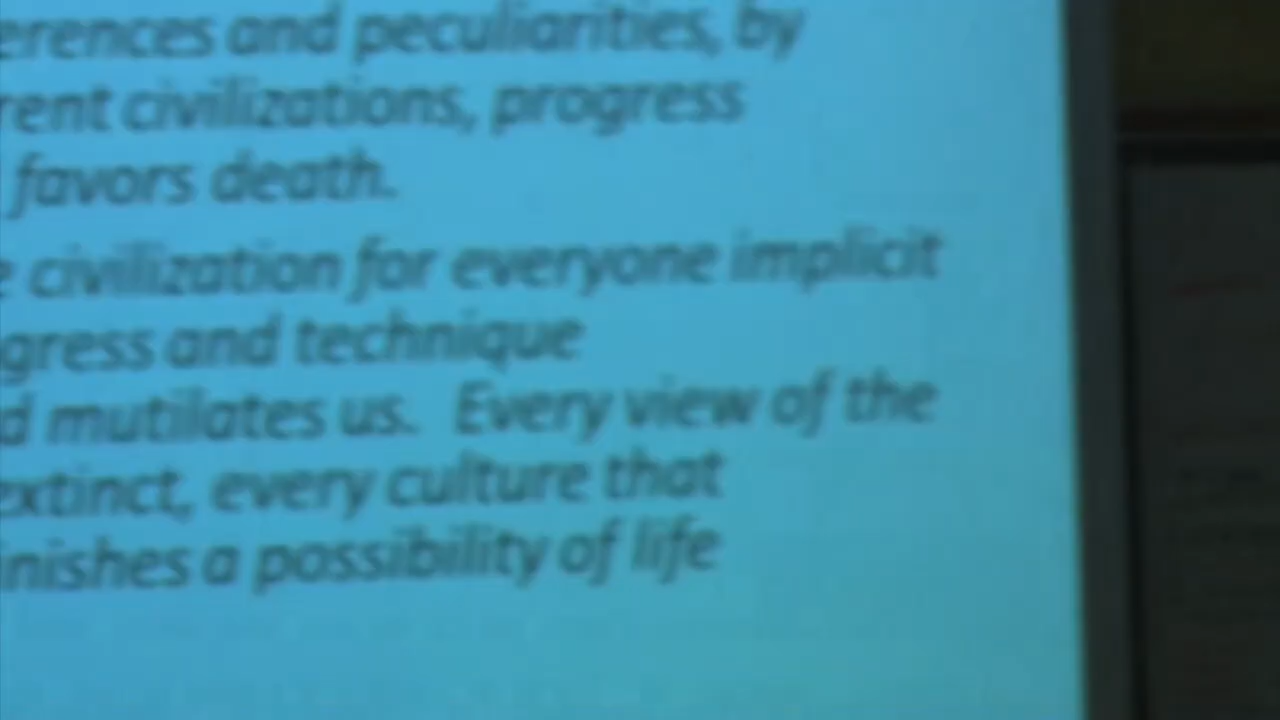 erences and peculiarities, by
rent civilizations, progress
favors death.
e civilization for everyone implicit
gress and technique
d mutilates us. Every view of the
extinct, every culture that
inishes a possibility of life